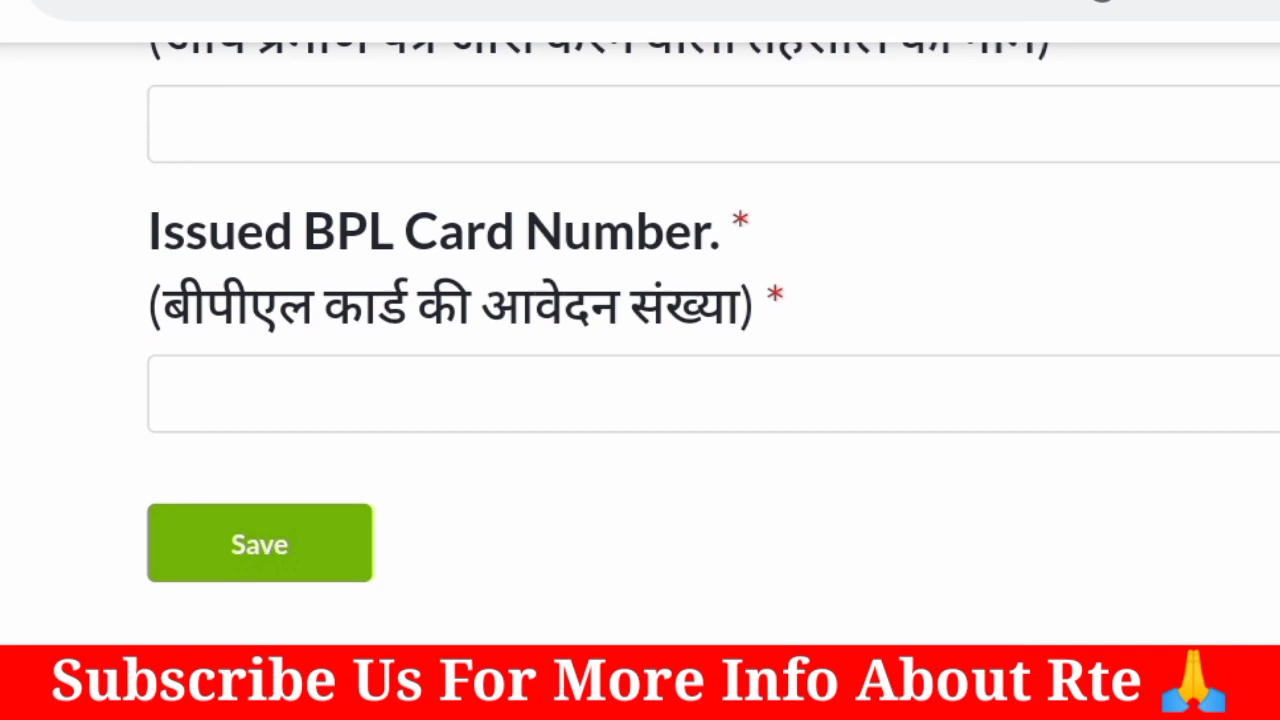 Issued BPL Card Number. *
(बीपीएल कार्ड की आवेदन संख्या) *
Save
Subscribe Us For More Info About Rte 🙏